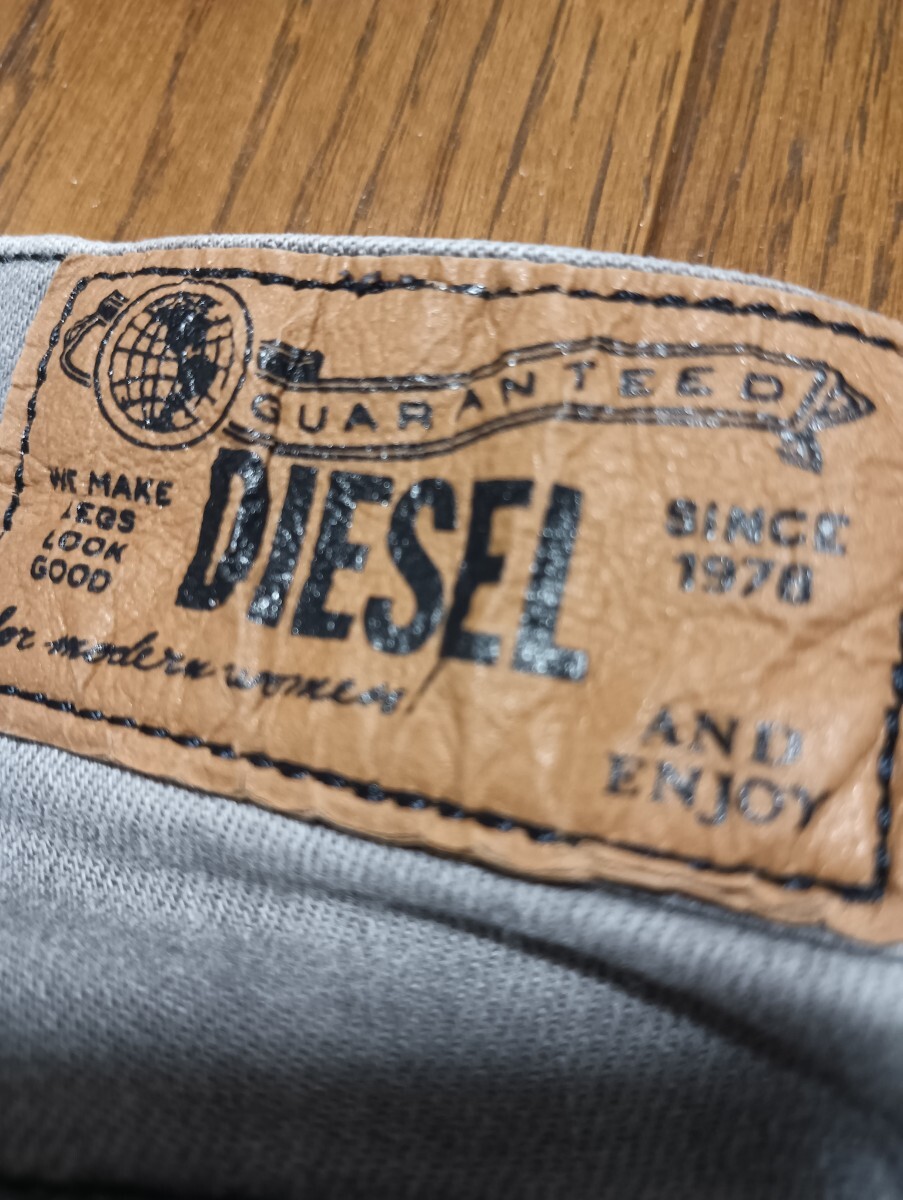 GUARANTEED
WE MAKE
LEGS
LOOK
GOOD
DIESEL
SINCE
1978
for modern women
AND
ENJOY